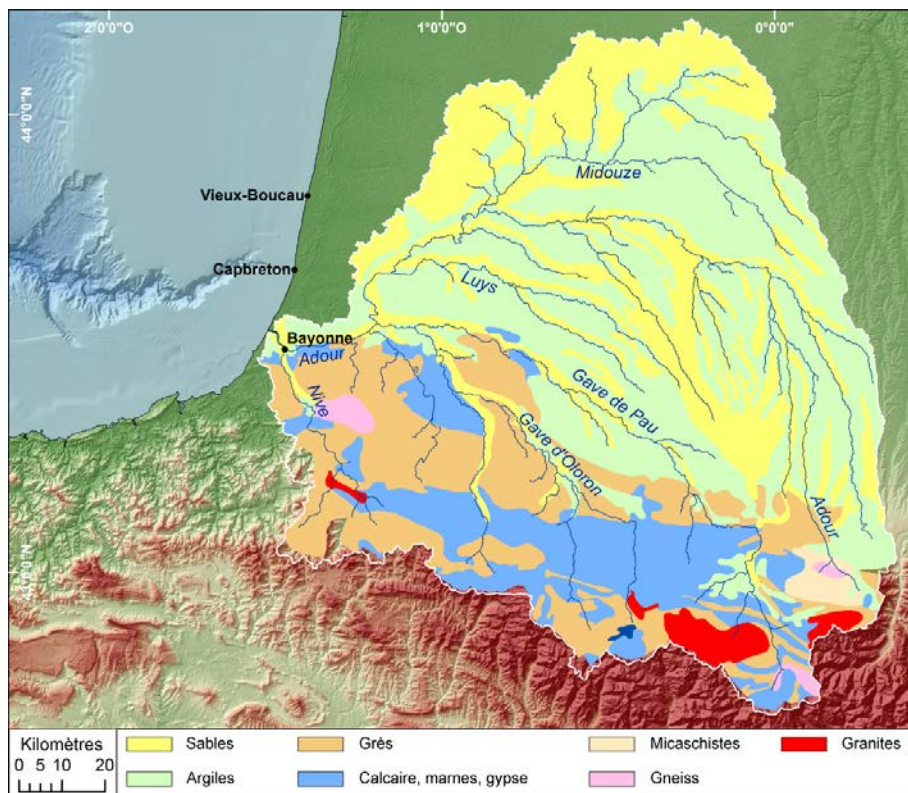 2°0'0"O
1°0'0"O
0°0'0"
44°0'0"N
Midouze
Vieux-Boucau
Capbreton
Luys
Bayonne
Adour
Nive
Gave de Pau
Gave d'Oloron
Adour
43°0'0"N
Kilomètres
0 5 10 20
Sables
Grès
Micaschistes
Granites
Argiles
Calcaire, marnes, gypse
Gneiss